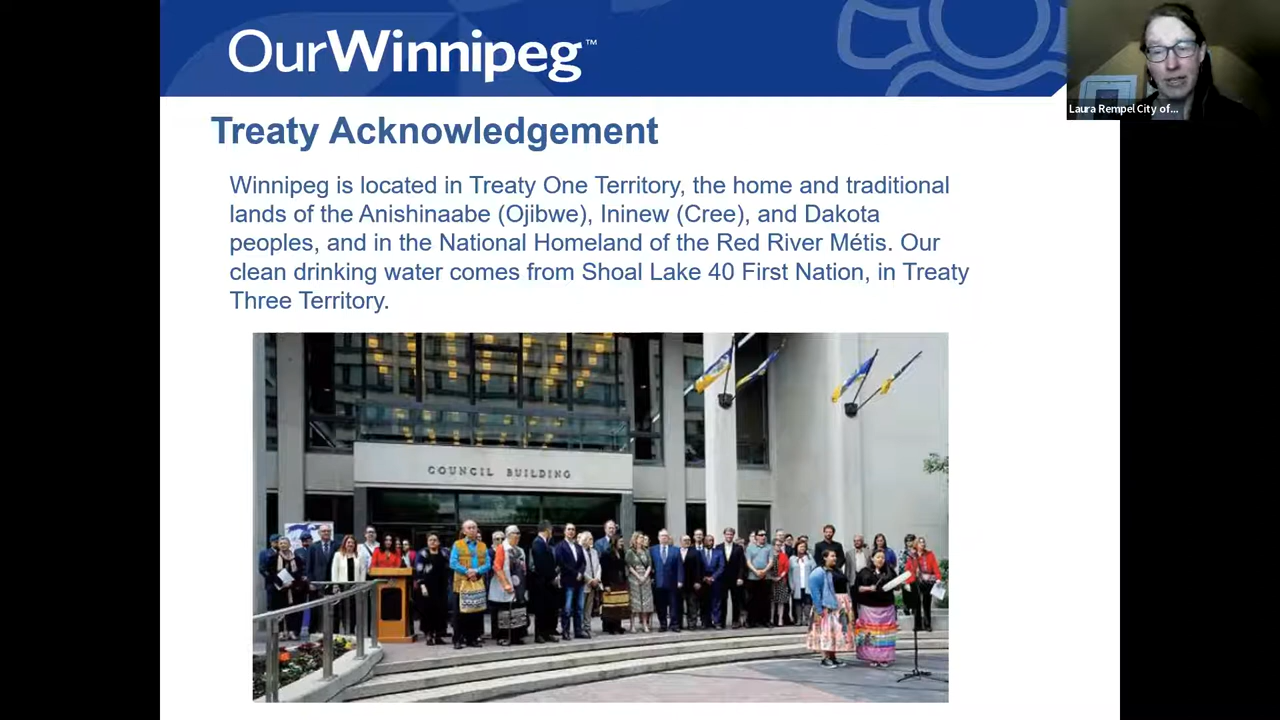 OurWinnipeg™
Laura Rempel City of...
Treaty Acknowledgement
Winnipeg is located in Treaty One Territory, the home and traditional
lands of the Anishinaabe (Ojibwe), Ininew (Cree), and Dakota
peoples, and in the National Homeland of the Red River Métis. Our
clean drinking water comes from Shoal Lake 40 First Nation, in Treaty
Three Territory.
COUNCIL BUILDING